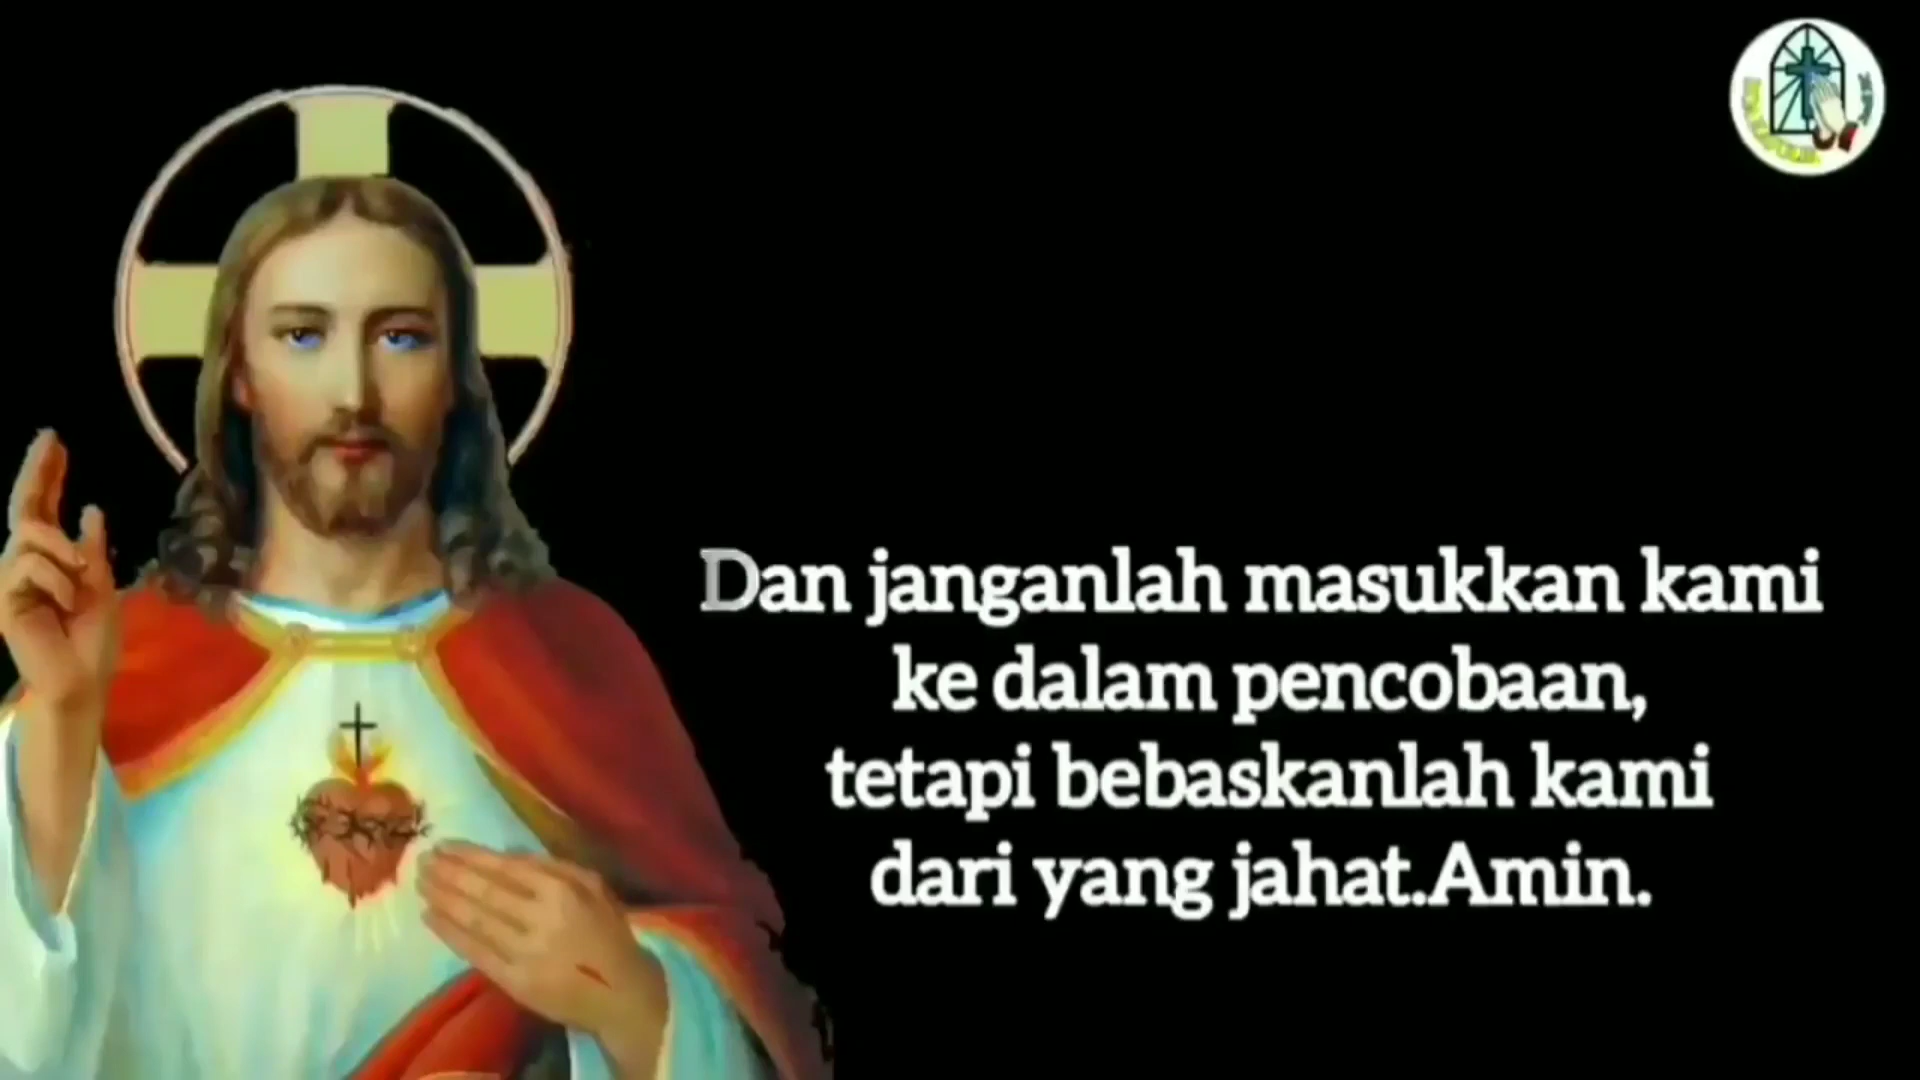 Dan janganlah masukkan kami
ke dalam pencobaan,
tetapi bebaskanlah kami
dari yang jahat.Amin.